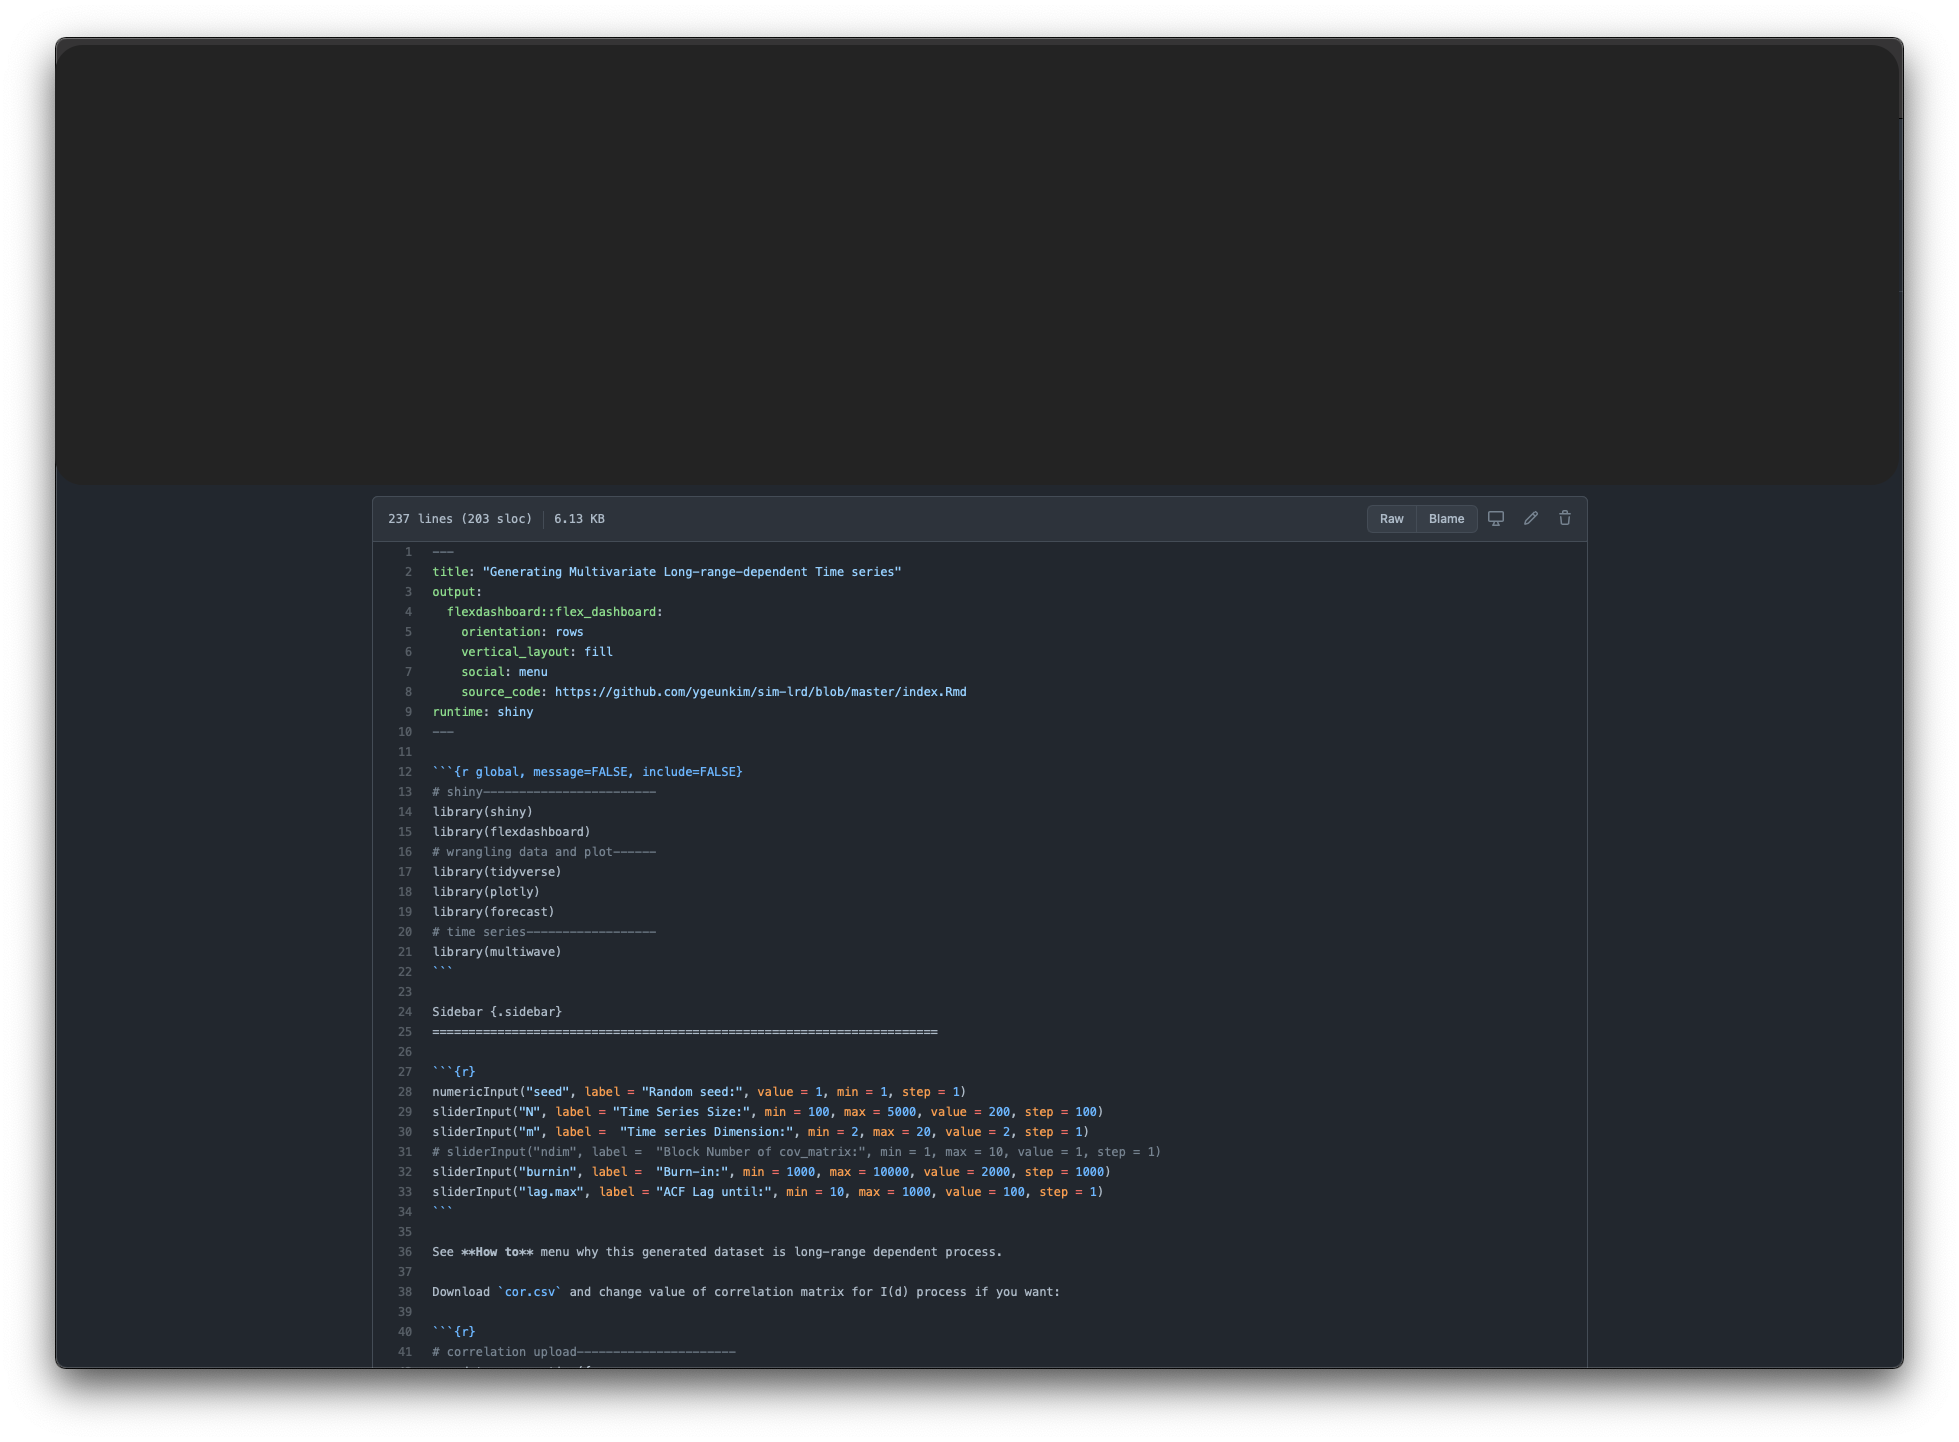 237 lines (203 sloc) 6.13 KB Raw Blame
1 ---
2 title: "Generating Multivariate Long-range-dependent Time series"
3 output:
4   flexdashboard::flex_dashboard:
5     orientation: rows
6     vertical_layout: fill
7     social: menu
8     source_code: https://github.com/ygeunkim/sim-lrd/blob/master/index.Rmd
9 runtime: shiny
10 ---
11
12 ```{r global, message=FALSE, include=FALSE}
13 # shiny------------------------
14 library(shiny)
15 library(flexdashboard)
16 # wrangling data and plot------
17 library(tidyverse)
18 library(plotly)
19 library(forecast)
20 # time series------------------
21 library(multiwave)
22 ```
23
24 Sidebar {.sidebar}
25 ======================================================================
26
27 ```{r}
28 numericInput("seed", label = "Random seed:", value = 1, min = 1, step = 1)
29 sliderInput("N", label = "Time Series Size:", min = 100, max = 5000, value = 200, step = 100)
30 sliderInput("m", label =  "Time series Dimension:", min = 2, max = 20, value = 2, step = 1)
31 # sliderInput("ndim", label =  "Block Number of cov_matrix:", min = 1, max = 10, value = 1, step = 1)
32 sliderInput("burnin", label =  "Burn-in:", min = 1000, max = 10000, value = 2000, step = 1000)
33 sliderInput("lag.max", label = "ACF Lag until:", min = 10, max = 1000, value = 100, step = 1)
34 ```
35
36 See **How to** menu why this generated dataset is long-range dependent process.
37
38 Download `cor.csv` and change value of correlation matrix for I(d) process if you want:
39
40 ```{r}
41 # correlation upload----------------------